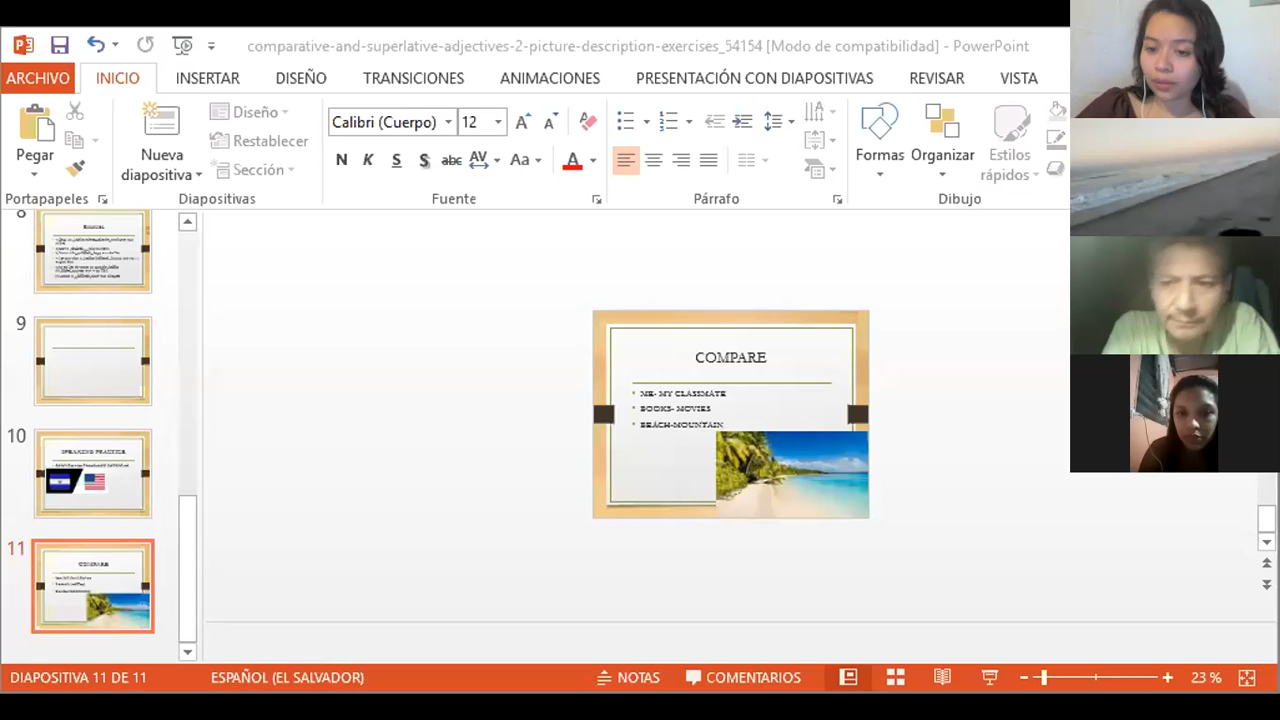 comparative-and-superlative-adjectives-2-picture-description-exercises_54154 [Modo de compatibilidad] - PowerPoint
ARCHIVO INICIO INSERTAR DISEÑO TRANSICIONES ANIMACIONES PRESENTACIÓN CON DIAPOSITIVAS REVISAR VISTA
Pegar
Nueva diapositiva
Diseño
Restablecer
Sección
Calibri (Cuerpo) 12
N K S S abc AV Aa A
Formas Organizar Estilos rápidos
Portapapeles Diapositivas Fuente Párrafo Dibujo
8
9
10
SPEAKING PRACTICE
11
COMPARE
COMPARE
• ME- MY CLASSMATE
• BOOKS- MOVIES
• BEACH-MOUNTAIN
DIAPOSITIVA 11 DE 11 ESPAÑOL (EL SALVADOR) NOTAS COMENTARIOS 23 %